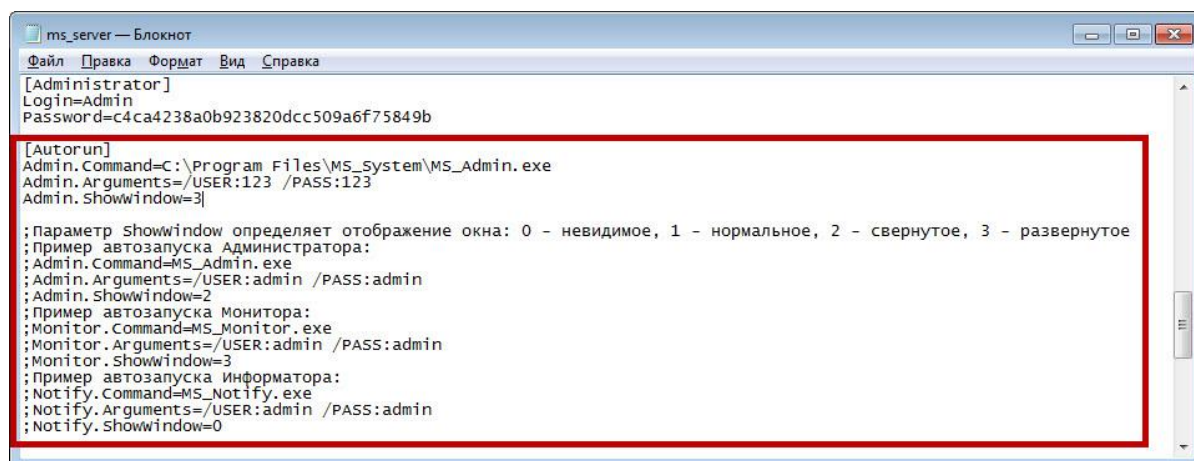 ms_server — Блокнот
Файл Правка Формат Вид Справка
[Administrator]
Login=Admin
Password=c4ca4238a0b923820dcc509a6f75849b
[Autorun]
Admin.Command=C:\Program Files\MS_System\MS_Admin.exe
Admin.Arguments=/USER:123 /PASS:123
Admin.ShowWindow=3
;Параметр ShowWindow определяет отображение окна: 0 - невидимое, 1 - нормальное, 2 - свернутое, 3 - развернутое
;Пример автозапуска Администратора:
;Admin.Command=MS_Admin.exe
;Admin.Arguments=/USER:admin /PASS:admin
;Admin.ShowWindow=2
;Пример автозапуска Монитора:
;Monitor.Command=MS_Monitor.exe
;Monitor.Arguments=/USER:admin /PASS:admin
;Monitor.ShowWindow=3
;Пример автозапуска Информатора:
;Notify.Command=MS_Notify.exe
;Notify.Arguments=/USER:admin /PASS:admin
;Notify.ShowWindow=0